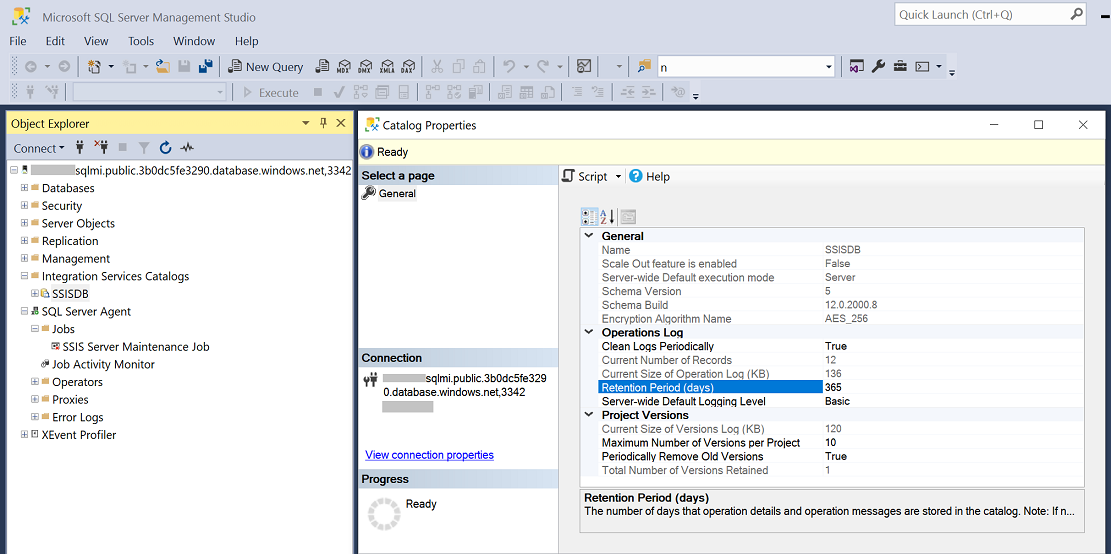 Microsoft SQL Server Management Studio
Quick Launch (Ctrl+Q)
File Edit View Tools Window Help
New Query MDX DMX XMLA DAX n
Execute
Object Explorer
Connect
sqlmi.public.3b0dc5fe3290.database.windows.net,3342
Databases
Security
Server Objects
Replication
Management
Integration Services Catalogs
SSISDB
SQL Server Agent
Jobs
SSIS Server Maintenance Job
Job Activity Monitor
Operators
Proxies
Error Logs
XEvent Profiler
Catalog Properties
Ready
Select a page
General
Connection
sqlmi.public.3b0dc5fe329
0.database.windows.net,3342
View connection properties
Progress
Ready
Script Help
A
Z
General
Name SSISDB
Scale Out feature is enabled False
Server-wide Default execution mode Server
Schema Version 5
Schema Build 12.0.2000.8
Encryption Algorithm Name AES_256
Operations Log
Clean Logs Periodically True
Current Number of Records 12
Current Size of Operation Log (KB) 136
Retention Period (days) 365
Server-wide Default Logging Level Basic
Project Versions
Current Size of Versions Log (KB) 120
Maximum Number of Versions per Project 10
Periodically Remove Old Versions True
Total Number of Versions Retained 1
Retention Period (days)
The number of days that operation details and operation messages are stored in the catalog. Note: If n...